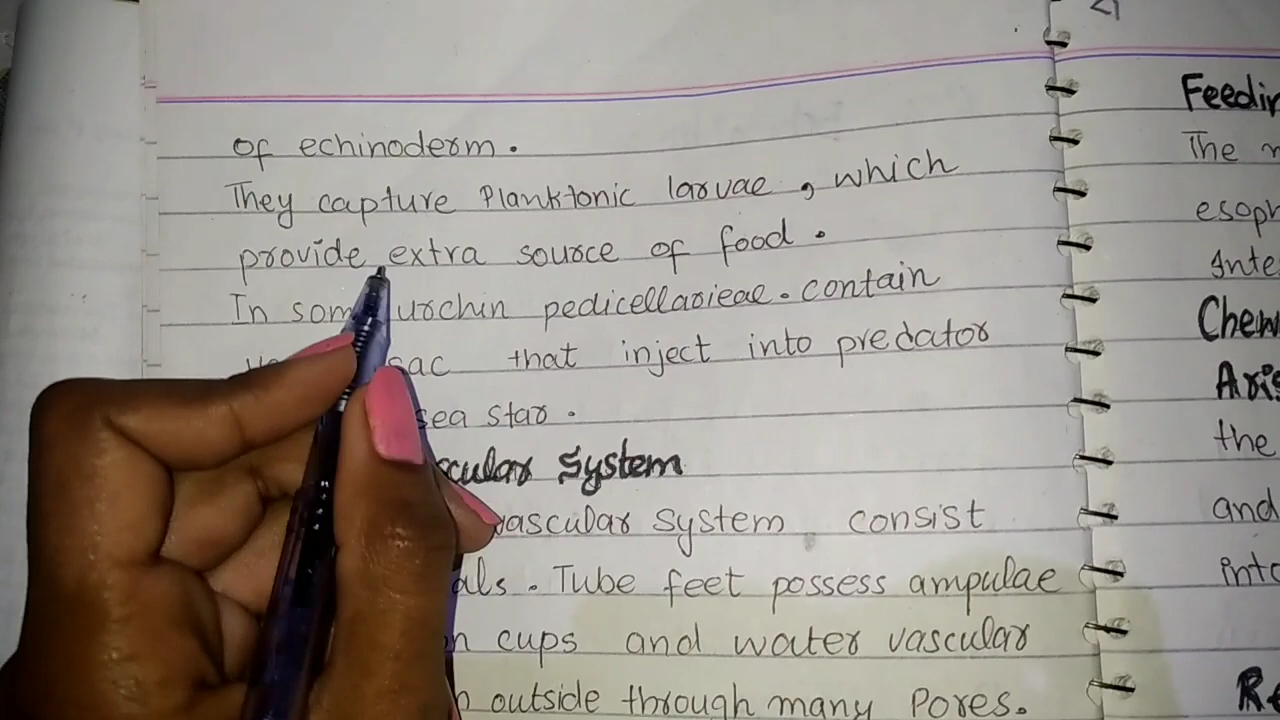 of echinoderm.
They capture Planktonic larvae, which
provide extra source of food.
In som urchin pedicellarieae. contain
sac that inject into predator
sea star.
cular System
vascular system consist
als. Tube feet possess ampulae
cups and water vascular
outside through many Pores.
Feedin
The
esoph
Inte
Chem
the
and
into